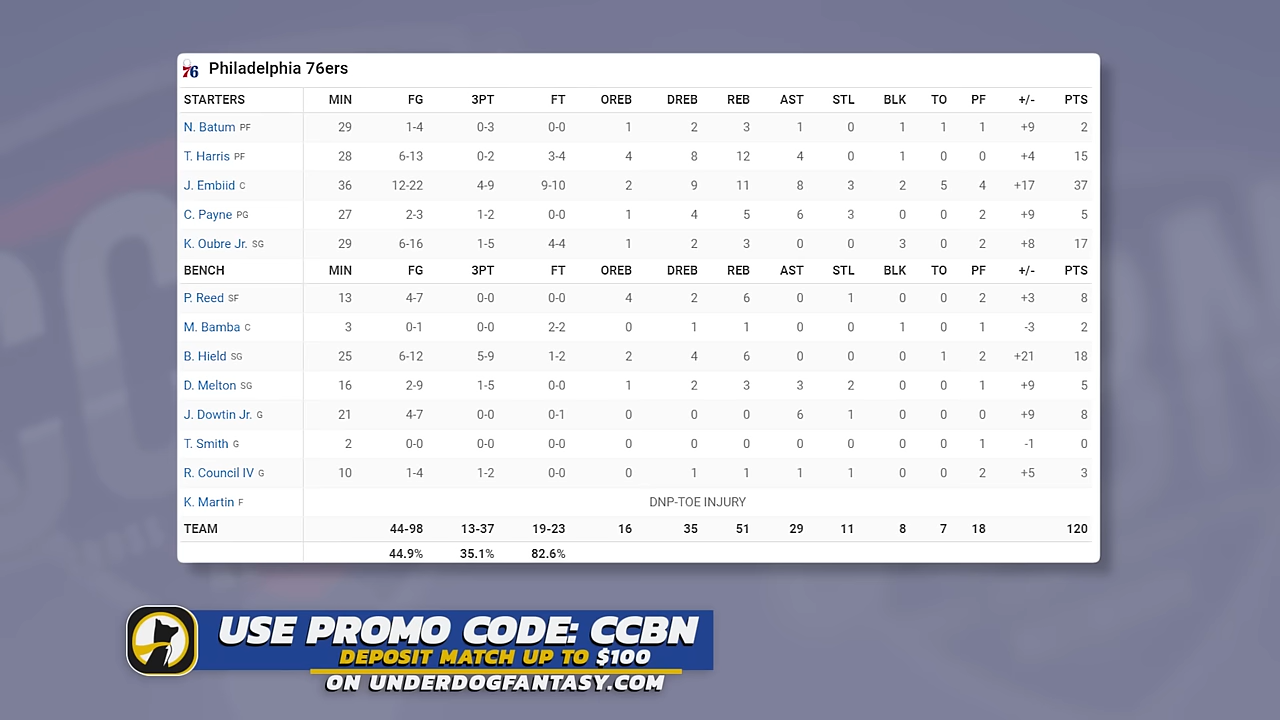 76 Philadelphia 76ers
STARTERS MIN FG 3PT FT OREB DREB REB AST STL BLK TO PF +/- PTS
N. Batum PF 29 1-4 0-3 0-0 1 2 3 1 0 1 1 1 +9 2
T. Harris PF 28 6-13 0-2 3-4 4 8 12 4 0 1 0 0 +4 15
J. Embiid C 36 12-22 4-9 9-10 2 9 11 8 3 2 5 4 +17 37
C. Payne PG 27 2-3 1-2 0-0 1 4 5 6 3 0 0 2 +9 5
K. Oubre Jr. SG 29 6-16 1-5 4-4 1 2 3 0 0 3 0 2 +8 17
BENCH MIN FG 3PT FT OREB DREB REB AST STL BLK TO PF +/- PTS
P. Reed SF 13 4-7 0-0 0-0 4 2 6 0 1 0 0 2 +3 8
M. Bamba C 3 0-1 0-0 2-2 0 1 1 0 0 1 0 1 -3 2
B. Hield SG 25 6-12 5-9 1-2 2 4 6 0 0 0 1 2 +21 18
D. Melton SG 16 2-9 1-5 0-0 1 2 3 3 2 0 0 1 +9 5
J. Dowtin Jr. G 21 4-7 0-0 0-1 0 0 0 6 1 0 0 0 +9 8
T. Smith G 2 0-0 0-0 0-0 0 0 0 0 0 0 0 1 -1 0
R. Council IV G 10 1-4 1-2 0-0 0 1 1 1 1 0 0 2 +5 3
K. Martin F DNP-TOE INJURY
TEAM 44-98 13-37 19-23 16 35 51 29 11 8 7 18 120
44.9% 35.1% 82.6%
USE PROMO CODE: CCBN
DEPOSIT MATCH UP TO $100
ON UNDERDOGFANTASY.COM